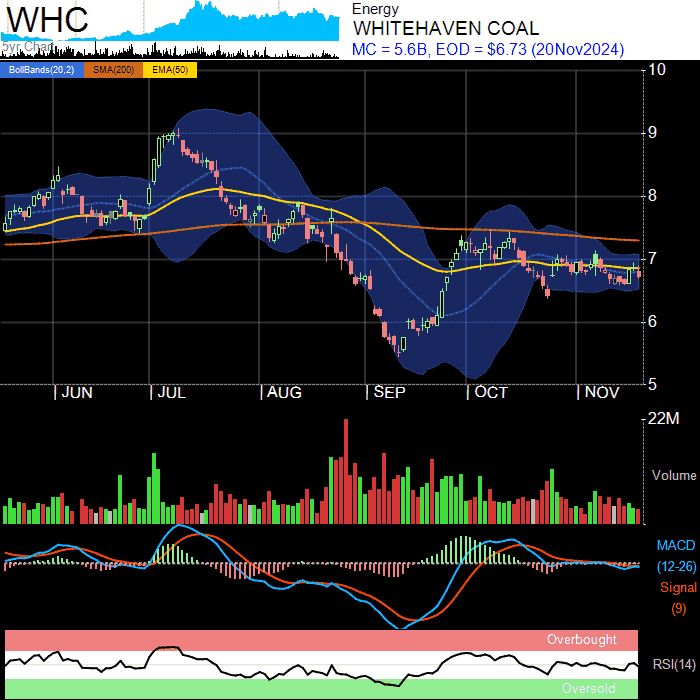 WHC
5yr Chart
Energy
WHITEHAVEN COAL
MC = 5.6B, EOD = $6.73 (20Nov2024)
BollBands(20,2) SMA(200) EMA(50)
10
9
8
7
6
5
JUN JUL AUG SEP OCT NOV
22M
Volume
MACD
(12-26)
Signal
(9)
Overbought
RSI(14)
Oversold